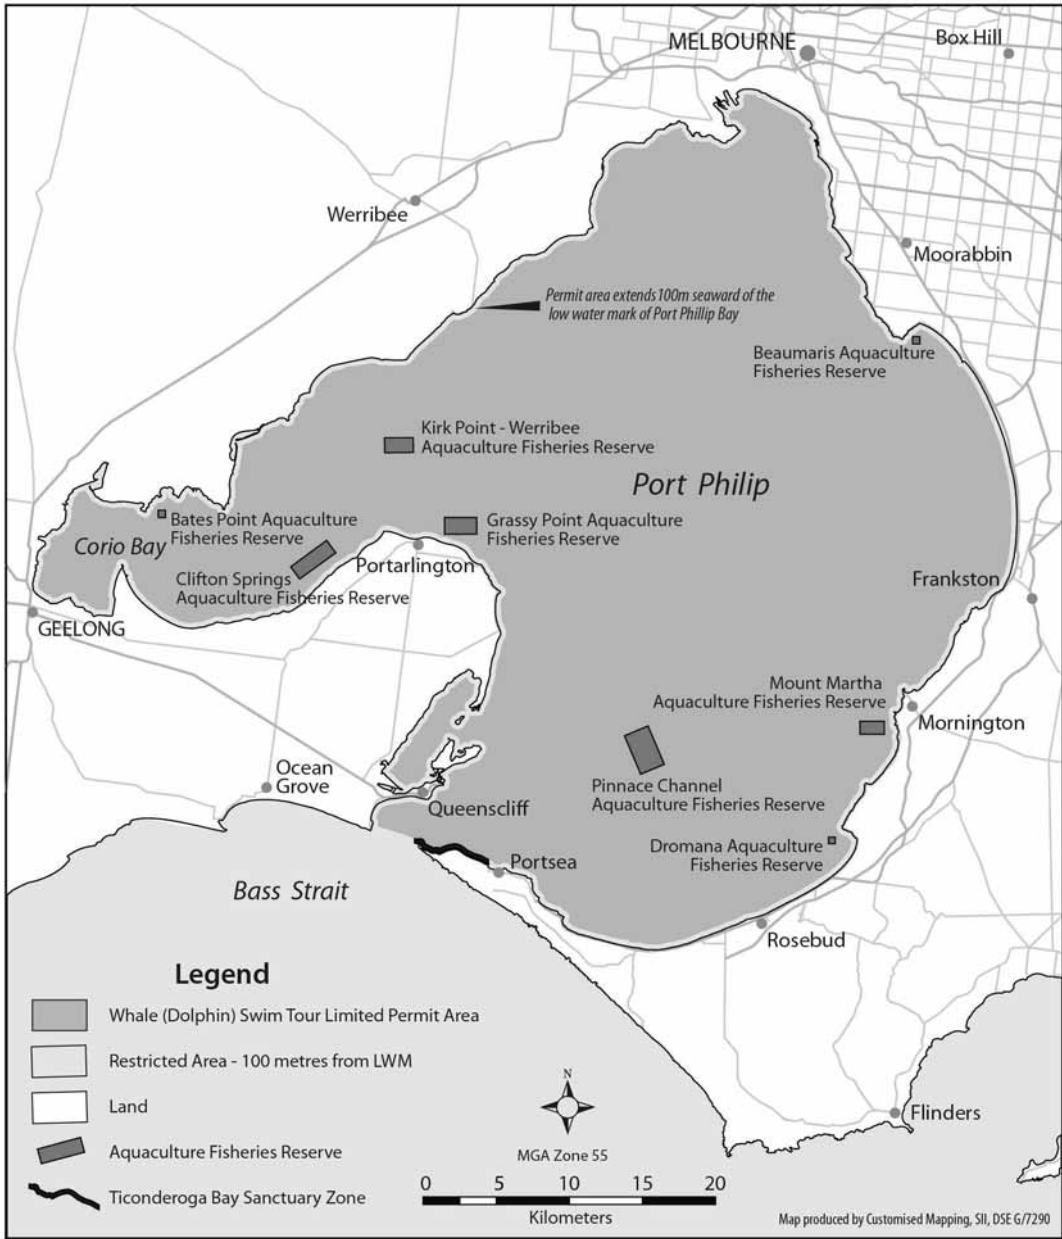 MELBOURNE
Box Hill
Werribee
Moorabbin
Permit area extends 100m seaward of the
low water mark of Port Phillip Bay
Beaumaris Aquaculture
Fisheries Reserve
Kirk Point - Werribee
Aquaculture Fisheries Reserve
Port Philip
Bates Point Aquaculture
Fisheries Reserve
Grassy Point Aquaculture
Fisheries Reserve
Corio Bay
Portarlington
Clifton Springs
Aquaculture Fisheries Reserve
Frankston
GEELONG
Mount Martha
Aquaculture Fisheries Reserve
Mornington
Ocean
Grove
Pinnace Channel
Aquaculture Fisheries Reserve
Queenscliff
Dromana Aquaculture
Fisheries Reserve
Portsea
Bass Strait
Rosebud
Legend
Whale (Dolphin) Swim Tour Limited Permit Area
Restricted Area - 100 metres from LWM
Land
Aquaculture Fisheries Reserve
Ticonderoga Bay Sanctuary Zone
N
MGA Zone 55
0 5 10 15 20
Kilometers
Flinders
Map produced by Customised Mapping, SII, DSE G/7290